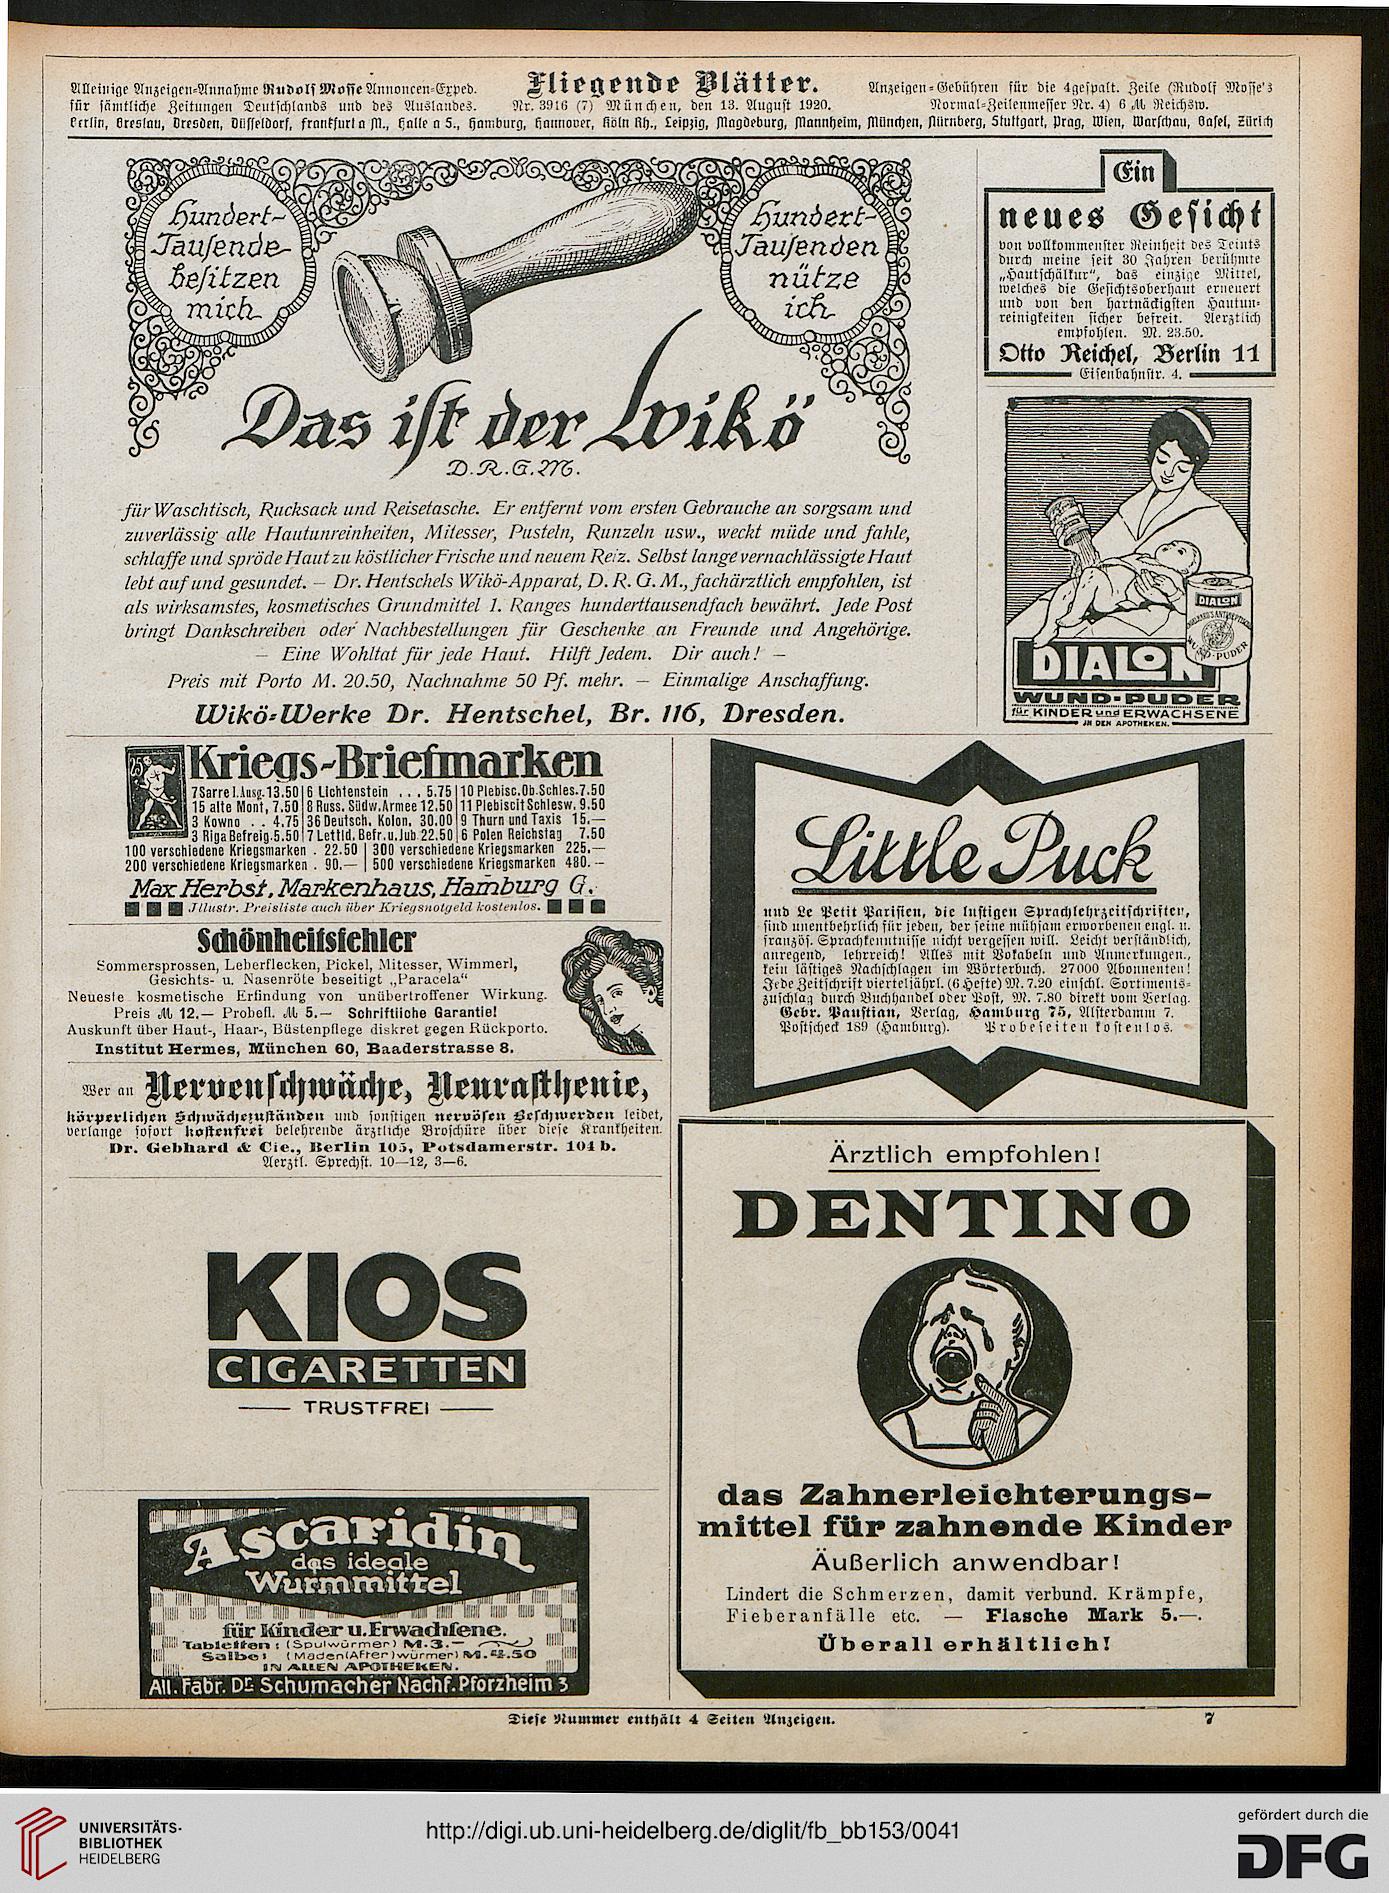 Alleinige Anzeigen-Annahme Rudolf Mosse Annoncen-Exped.
für sämtliche Zeitungen Deutschlands und des Auslandes.
Fliegende Blätter.
Nr. 3916 (7) München, den 13. August 1920.
Anzeigen-Gebühren für die 4gespalt. Zeile (Rudolf Mosse's
Normal-Zeilenmesser Nr. 4) 6 ℳ Reichsw.
Berlin, Breslau, Dresden, Düsseldorf, Frankfurt a M., Halle a S., Hamburg, Hannover, Köln Rh., Leipzig, Magdeburg, Mannheim, München, Nürnberg, Stuttgart, Prag, Wien, Warschau, Basel, Zürich
Hundert-
Tausende
besitzen
mich
Hundert-
Tausenden
nütze
ich
Das ist der Wikö
D.R.G.M.
für Waschtisch, Rucksack und Reisetasche. Er entfernt vom ersten Gebrauche an sorgsam und
zuverlässig alle Hautunreinheiten, Mitesser, Pusteln, Runzeln usw., weckt müde und fahle,
schlaffe und spröde Haut zu köstlicher Frische und neuem Reiz. Selbst lange vernachlässigte Haut
lebt auf und gesundet. – Dr. Hentschels Wikö-Apparat, D. R. G. M., fachärztlich empfohlen, ist
als wirksamstes, kosmetisches Grundmittel 1. Ranges hunderttausendfach bewährt. Jede Post
bringt Dankschreiben oder Nachbestellungen für Geschenke an Freunde und Angehörige.
– Eine Wohltat für jede Haut. Hilft Jedem. Dir auch! –
Preis mit Porto M. 20.50, Nachnahme 50 Pf. mehr. – Einmalige Anschaffung.
Wikö-Werke Dr. Hentschel, Br. 116, Dresden.
Ein
neues Gesicht
von vollkommenster Reinheit des Teints
durch meine seit 30 Jahren berühmte
„Hautschälkur“, das einzige Mittel,
welches die Gesichtsoberhaut erneuert
und von den hartnäckigsten Hautun-
reinigkeiten sicher befreit. Aerztlich
empfohlen. M. 23.50.
Otto Reichel, Berlin 11
Eisenbahnstr. 4.
DIALON
WUND-PUDER
DIALON
WUND-PUDER
für KINDER und ERWACHSENE
IN DEN APOTHEKEN.
25
Kriegs-Briefmarken
7 Sarre I. Ausg. 13.50 | 6 Lichtenstein . . . 5.75 | 10 Plebisc.Ob.Schles. 7.50
15 alte Mont, 7.50 | 8 Russ. Südw. Armee 12.50 | 11 Plebiscit Schlesw. 9.50
3 Kowno . . 4.75 | 36 Deutsch. Kolon. 30.00 | 9 Thurn und Taxis 15.—
3 Riga Befreig. 5.50 | 7 Lettld. Befr. u. Jub. 22.50 | 6 Polen Reichstag 7.50
100 verschiedene Kriegsmarken . 22.50 | 300 verschiedene Kriegsmarken 225.—
200 verschiedene Kriegsmarken . 90.— | 500 verschiedene Kriegsmarken 480.—
Max Herbst, Markenhaus, Hamburg G.
Jllustr. Preisliste auch über Kriegsnotgeld kostenlos.
Schönheitsfehler
Sommersprossen, Leberflecken, Pickel, Mitesser, Wimmerl,
Gesichts- u. Nasenröte beseitigt „Paracela“
Neueste kosmetische Erfindung von unübertroffener Wirkung.
Preis ℳ 12.— Probefl. ℳ 5.— Schriftliche Garantie!
Auskunft über Haut-, Haar-, Büstenpflege diskret gegen Rückporto.
Institut Hermes, München 60, Baaderstrasse 8.
Wer an Nervenschwäche, Neurasthenie,
körperlichen Schwächezuständen und sonstigen nervösen Beschwerden leidet,
verlange sofort kostenfrei belehrende ärztliche Broschüre über diese Krankheiten.
Dr. Gebhard & Cie., Berlin 105, Potsdamerstr. 104 b.
Aerztl. Sprechst. 10—12, 3—6.
KIOS
CIGARETTEN
TRUSTFREI
Ascaridin
das ideale
Wurmmittel
für Kinder u. Erwachsene.
Tabletten: (Spulwürmer) M.3.—
Salbe: (Maden(After)würmer) M.4.50
IN ALLEN APOTHEKEN.
All. Fabr. Dr. Schumacher Nachf. Pforzheim 3
Little Puck
und Le Petit Parisien, die lustigen Sprachlehrzeitschriften,
sind unentbehrlich für jeden, der seine mühsam erworbenen engl. u.
französ. Sprachkenntnisse nicht vergessen will. Leicht verständlich,
anregend, lehrreich! Alles mit Vokabeln und Anmerkungen,
kein lästiges Nachschlagen im Wörterbuch. 27000 Abonnenten!
Jede Zeitschrift vierteljährl. (6 Hefte) M. 7.20 einschl. Sortiments-
zuschlag durch Buchhandel oder Post, M. 7.80 direkt vom Verlag.
Gebr. Paustian, Verlag, Hamburg 75, Alsterdamm 7.
Postscheck 189 (Hamburg). Probeseiten kostenlos.
Ärztlich empfohlen!
DENTINO
das Zahnerleichterungs-
mittel für zahnende Kinder
Äußerlich anwendbar!
Lindert die Schmerzen, damit verbund. Krämpfe,
Fieberanfälle etc. — Flasche Mark 5.—.
Überall erhältlich!
Diese Nummer enthält 4 Seiten Anzeigen.
7
UNIVERSITÄTS-
BIBLIOTHEK
HEIDELBERG
http://digi.ub.uni-heidelberg.de/diglit/fb_bb153/0041
gefördert durch die
DFG